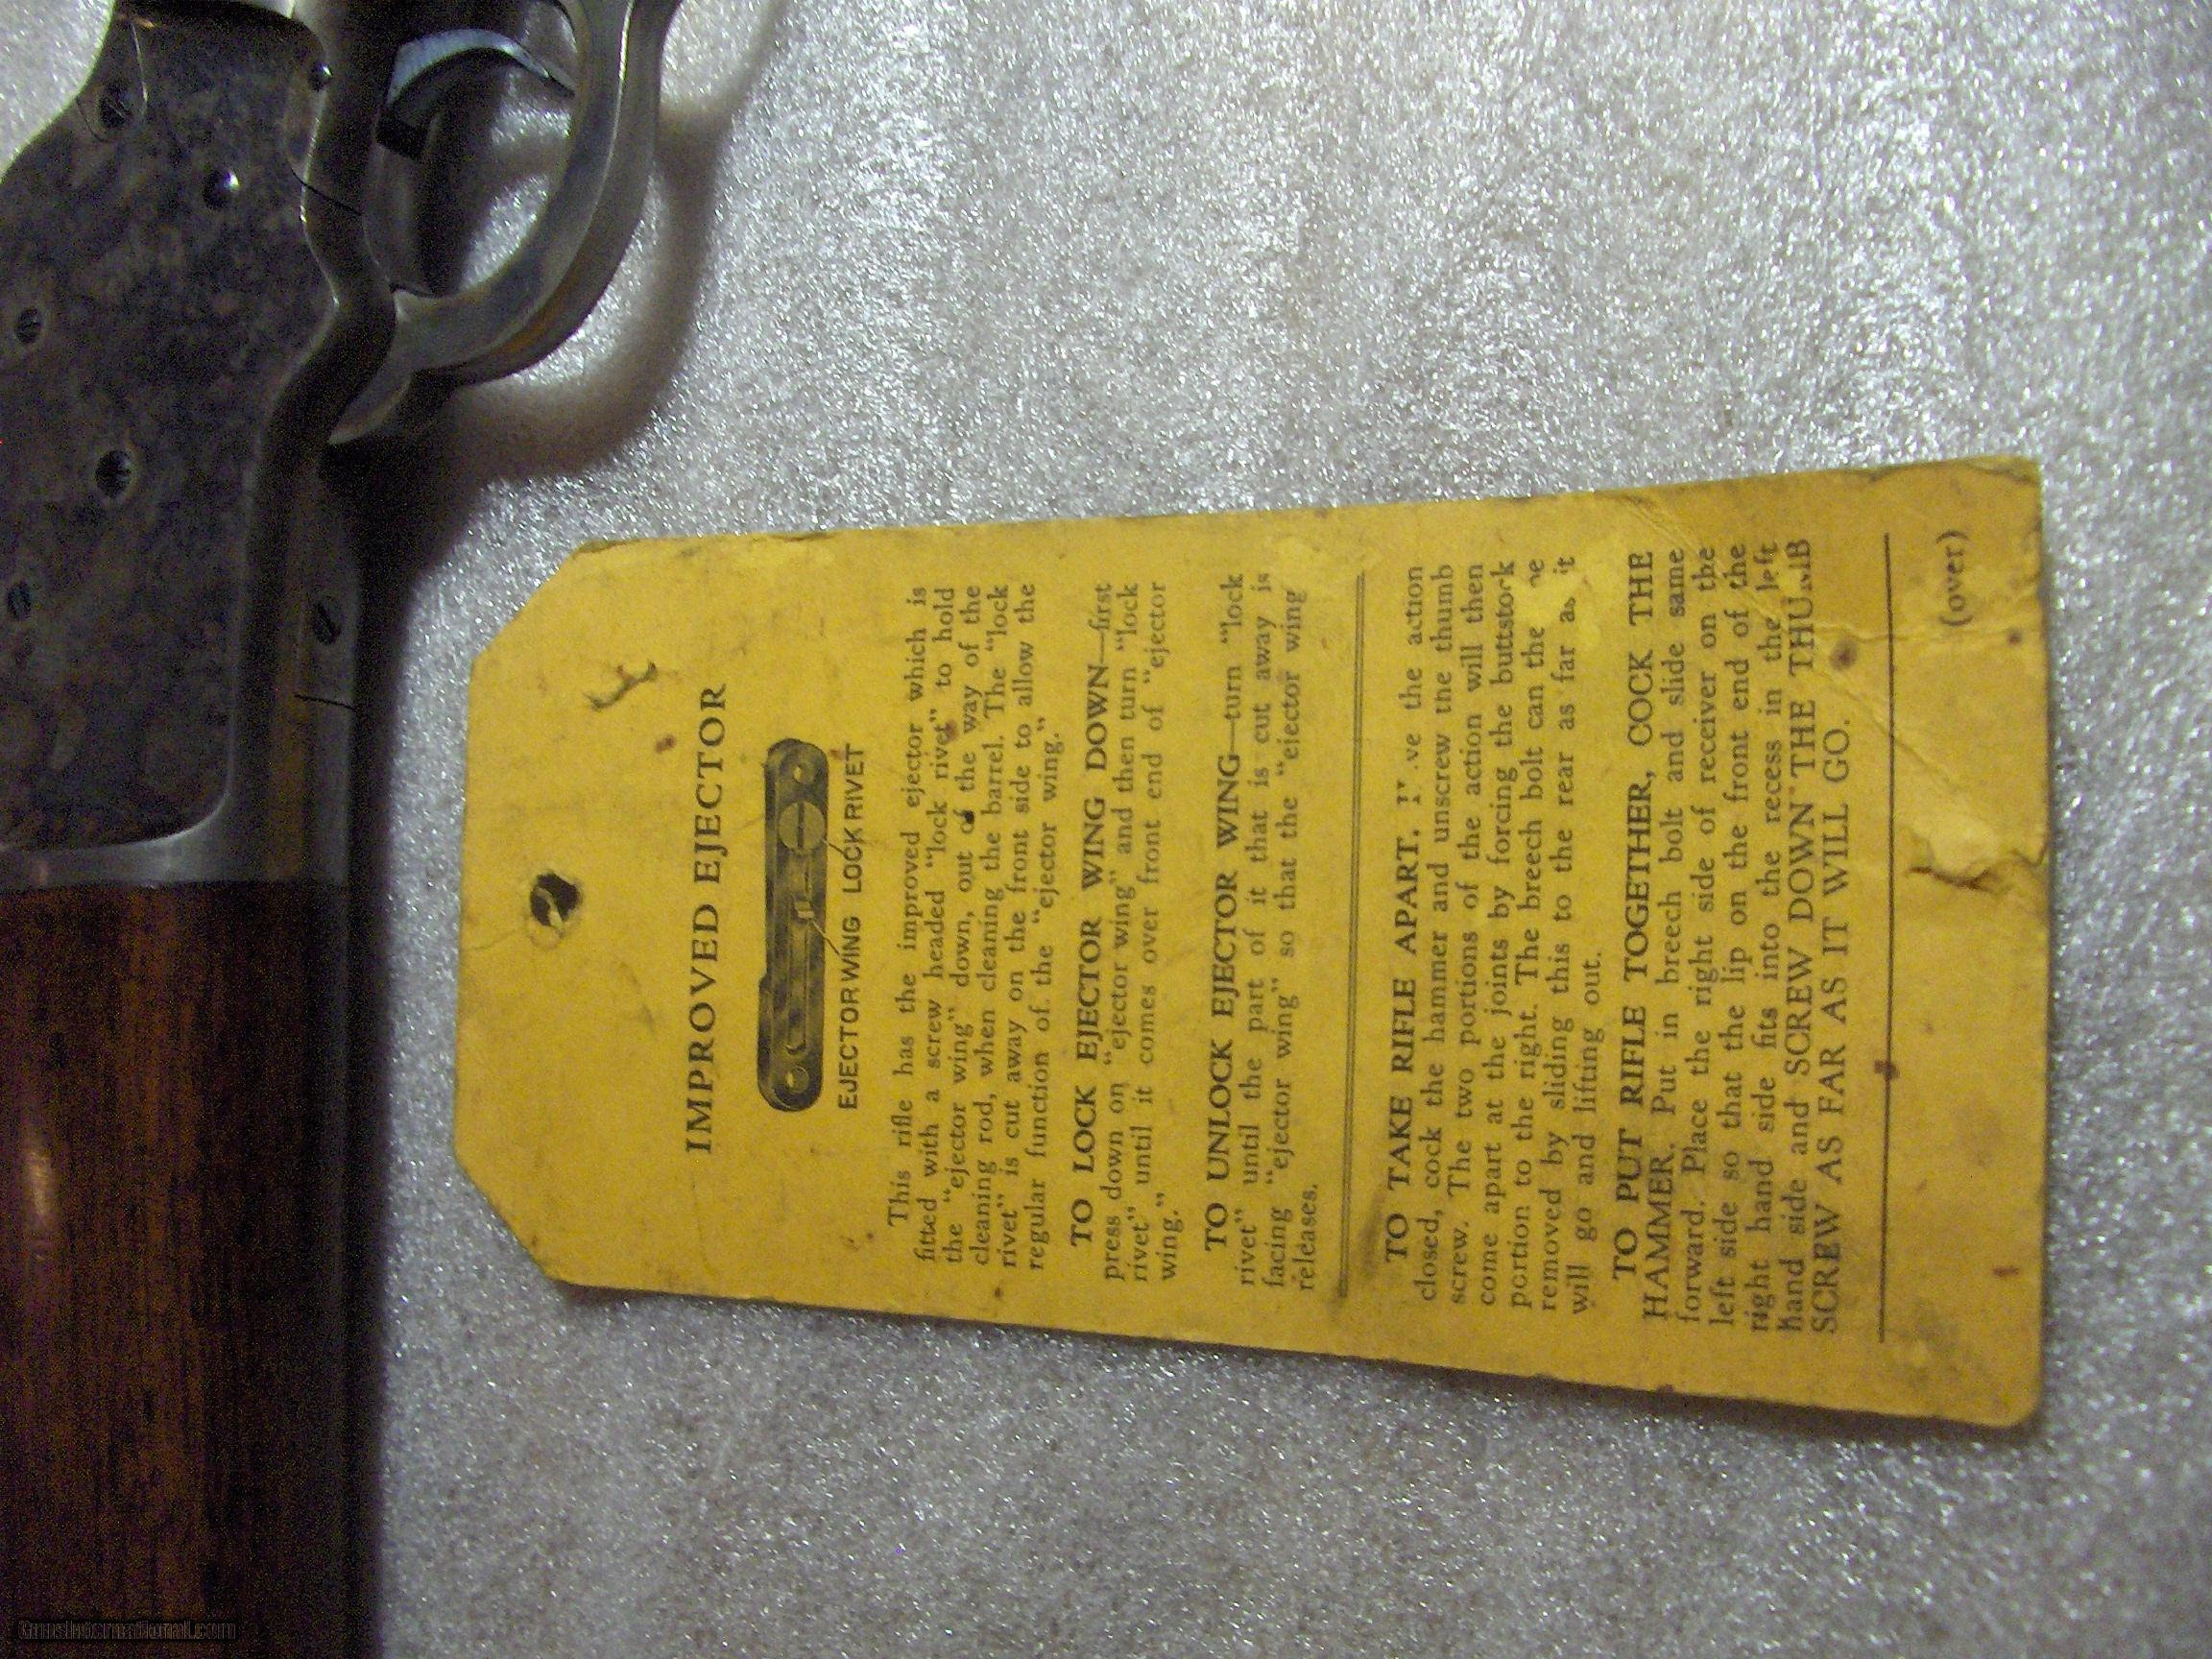 IMPROVED EJECTOR
EJECTOR WING LOCK RIVET
This rifle has the improved ejector which is
fitted with a screw headed "lock rivet" to hold
the "ejector wing" down, out of the way of the
cleaning rod, when cleaning the barrel. The "lock
rivet" is cut away on the front side to allow the
regular function of the "ejector wing."
TO LOCK EJECTOR WING DOWN—first
press down on "ejector wing" and then turn "lock
rivet" until it comes over front end of "ejector
wing."
TO UNLOCK EJECTOR WING—turn "lock
rivet" until the part of it that is cut away is
facing "ejector wing" so that the "ejector wing
releases.
TO TAKE RIFLE APART. the action
closed, cock the hammer and unscrew the thumb
screw. The two portions of the action will then
come apart at the joints by forcing the buttstock
portion to the right. The breech bolt can then be
removed by sliding this to the rear as far as it
will go and lifting out.
TO PUT RIFLE TOGETHER, COCK THE
HAMMER. Put in breech bolt and slide same
forward. Place the right side of receiver on the
left side so that the lip on the front end of the
right hand side fits into the recess in the left
hand side and SCREW DOWN THE THUMB
SCREW AS FAR AS IT WILL GO.
(over)
GunsInternational.com